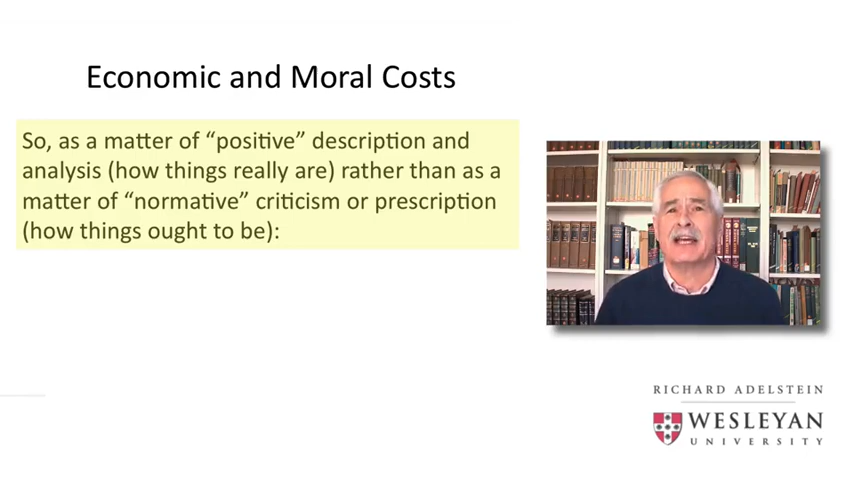 Economic and Moral Costs
So, as a matter of “positive” description and
analysis (how things really are) rather than as a
matter of “normative” criticism or prescription
(how things ought to be):
RICHARD ADELSTEIN
WESLEYAN
UNIVERSITY